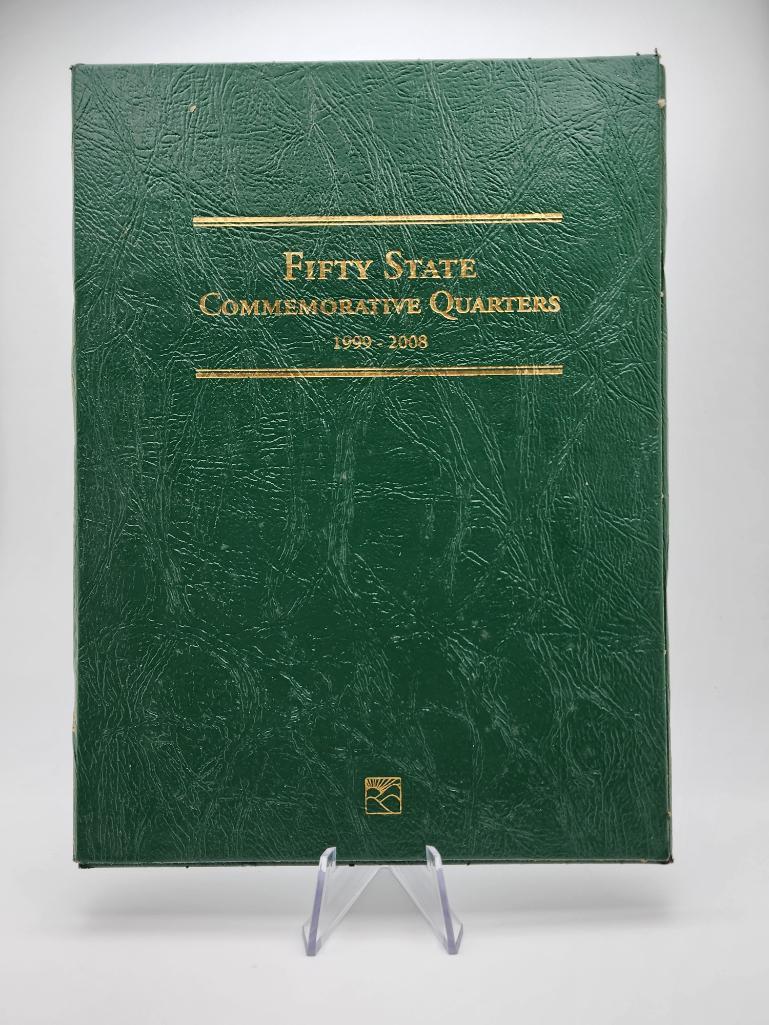 FIFTY STATE
COMMEMORATIVE QUARTERS
1999 - 2008